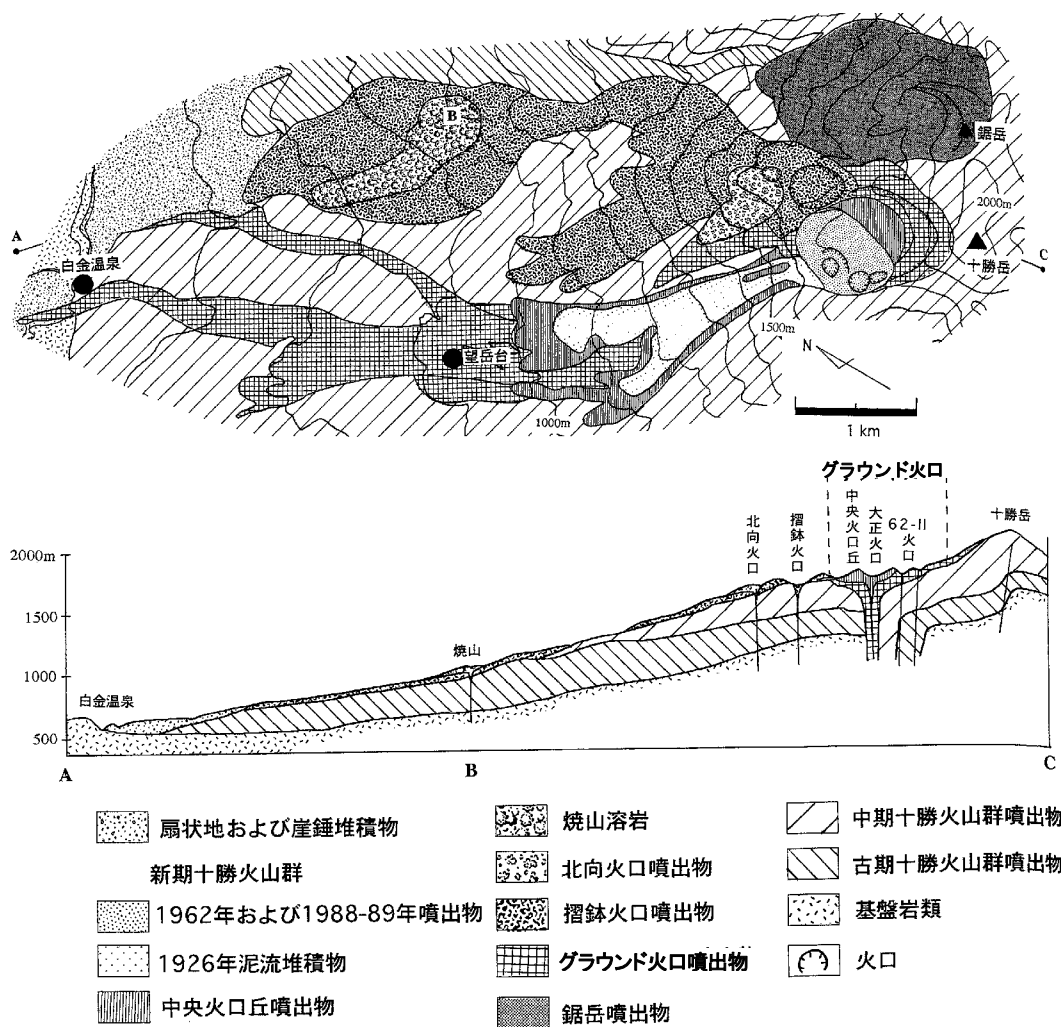 B
鋸岳
2000m
A
白金温泉
十勝岳
C
1500m
N
望岳台
1000m
1 km
グラウンド火口
北向火口
摺鉢火口
中央火口丘
大正火口
62-II火口
十勝岳
2000m
1500
1000
500
焼山
白金温泉
A
B
C
扇状地および崖錐堆積物
新期十勝火山群
1962年および1988-89年噴出物
1926年泥流堆積物
中央火口丘噴出物
焼山溶岩
北向火口噴出物
摺鉢火口噴出物
グラウンド火口噴出物
鋸岳噴出物
中期十勝火山群噴出物
古期十勝火山群噴出物
基盤岩類
火口